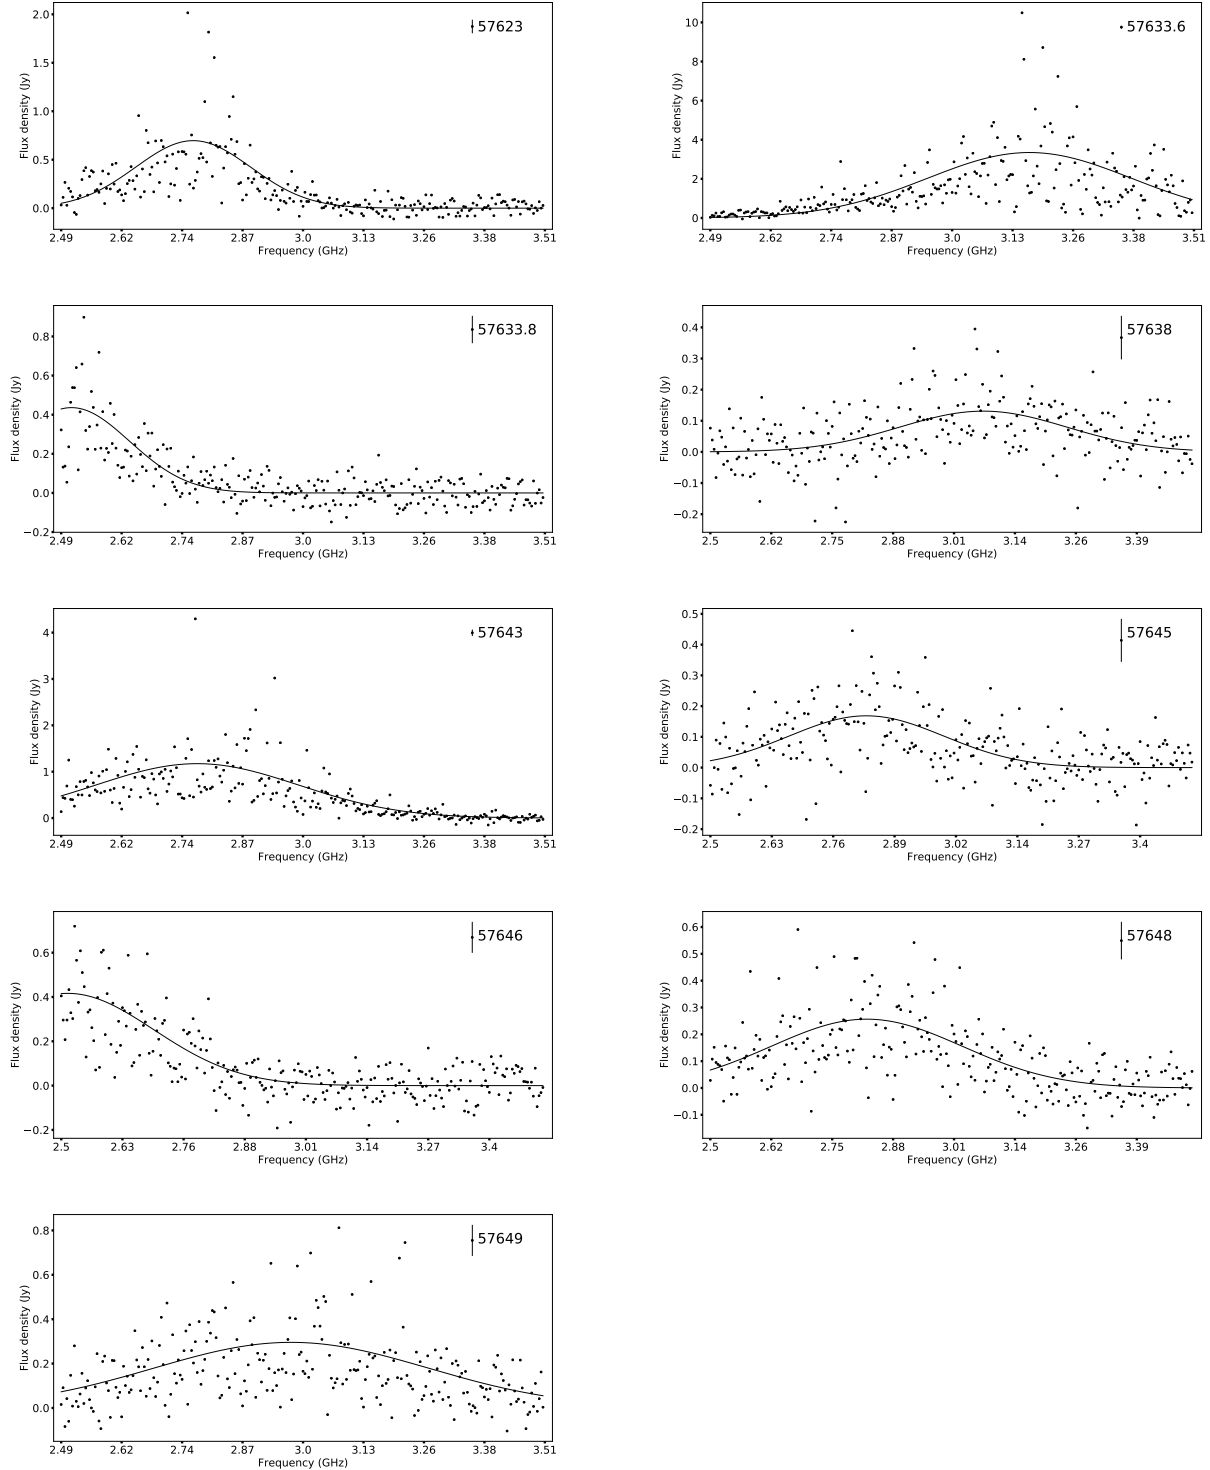 57623
Flux density (Jy)
2.0
1.5
1.0
0.5
0.0
2.49 2.62 2.74 2.87 3.0 3.13 3.26 3.38 3.51
Frequency (GHz)
57633.6
Flux density (Jy)
10
8
6
4
2
0
2.49 2.62 2.74 2.87 3.0 3.13 3.26 3.38 3.51
Frequency (GHz)
57633.8
Flux density (Jy)
0.8
0.6
0.4
0.2
0.0
−0.2
2.49 2.62 2.74 2.87 3.0 3.13 3.26 3.38 3.51
Frequency (GHz)
57638
Flux density (Jy)
0.4
0.3
0.2
0.1
0.0
−0.1
−0.2
2.5 2.62 2.75 2.88 3.01 3.14 3.26 3.39
Frequency (GHz)
57643
Flux density (Jy)
4
3
2
1
0
2.49 2.62 2.74 2.87 3.0 3.13 3.26 3.38 3.51
Frequency (GHz)
57645
Flux density (Jy)
0.5
0.4
0.3
0.2
0.1
0.0
−0.1
−0.2
2.5 2.63 2.76 2.89 3.02 3.14 3.27 3.4
Frequency (GHz)
57646
Flux density (Jy)
0.6
0.4
0.2
0.0
−0.2
2.5 2.63 2.76 2.88 3.01 3.14 3.27 3.4
Frequency (GHz)
57648
Flux density (Jy)
0.6
0.5
0.4
0.3
0.2
0.1
0.0
−0.1
2.5 2.62 2.75 2.88 3.01 3.14 3.26 3.39
Frequency (GHz)
57649
Flux density (Jy)
0.8
0.6
0.4
0.2
0.0
2.49 2.62 2.74 2.87 3.0 3.13 3.26 3.38 3.51
Frequency (GHz)